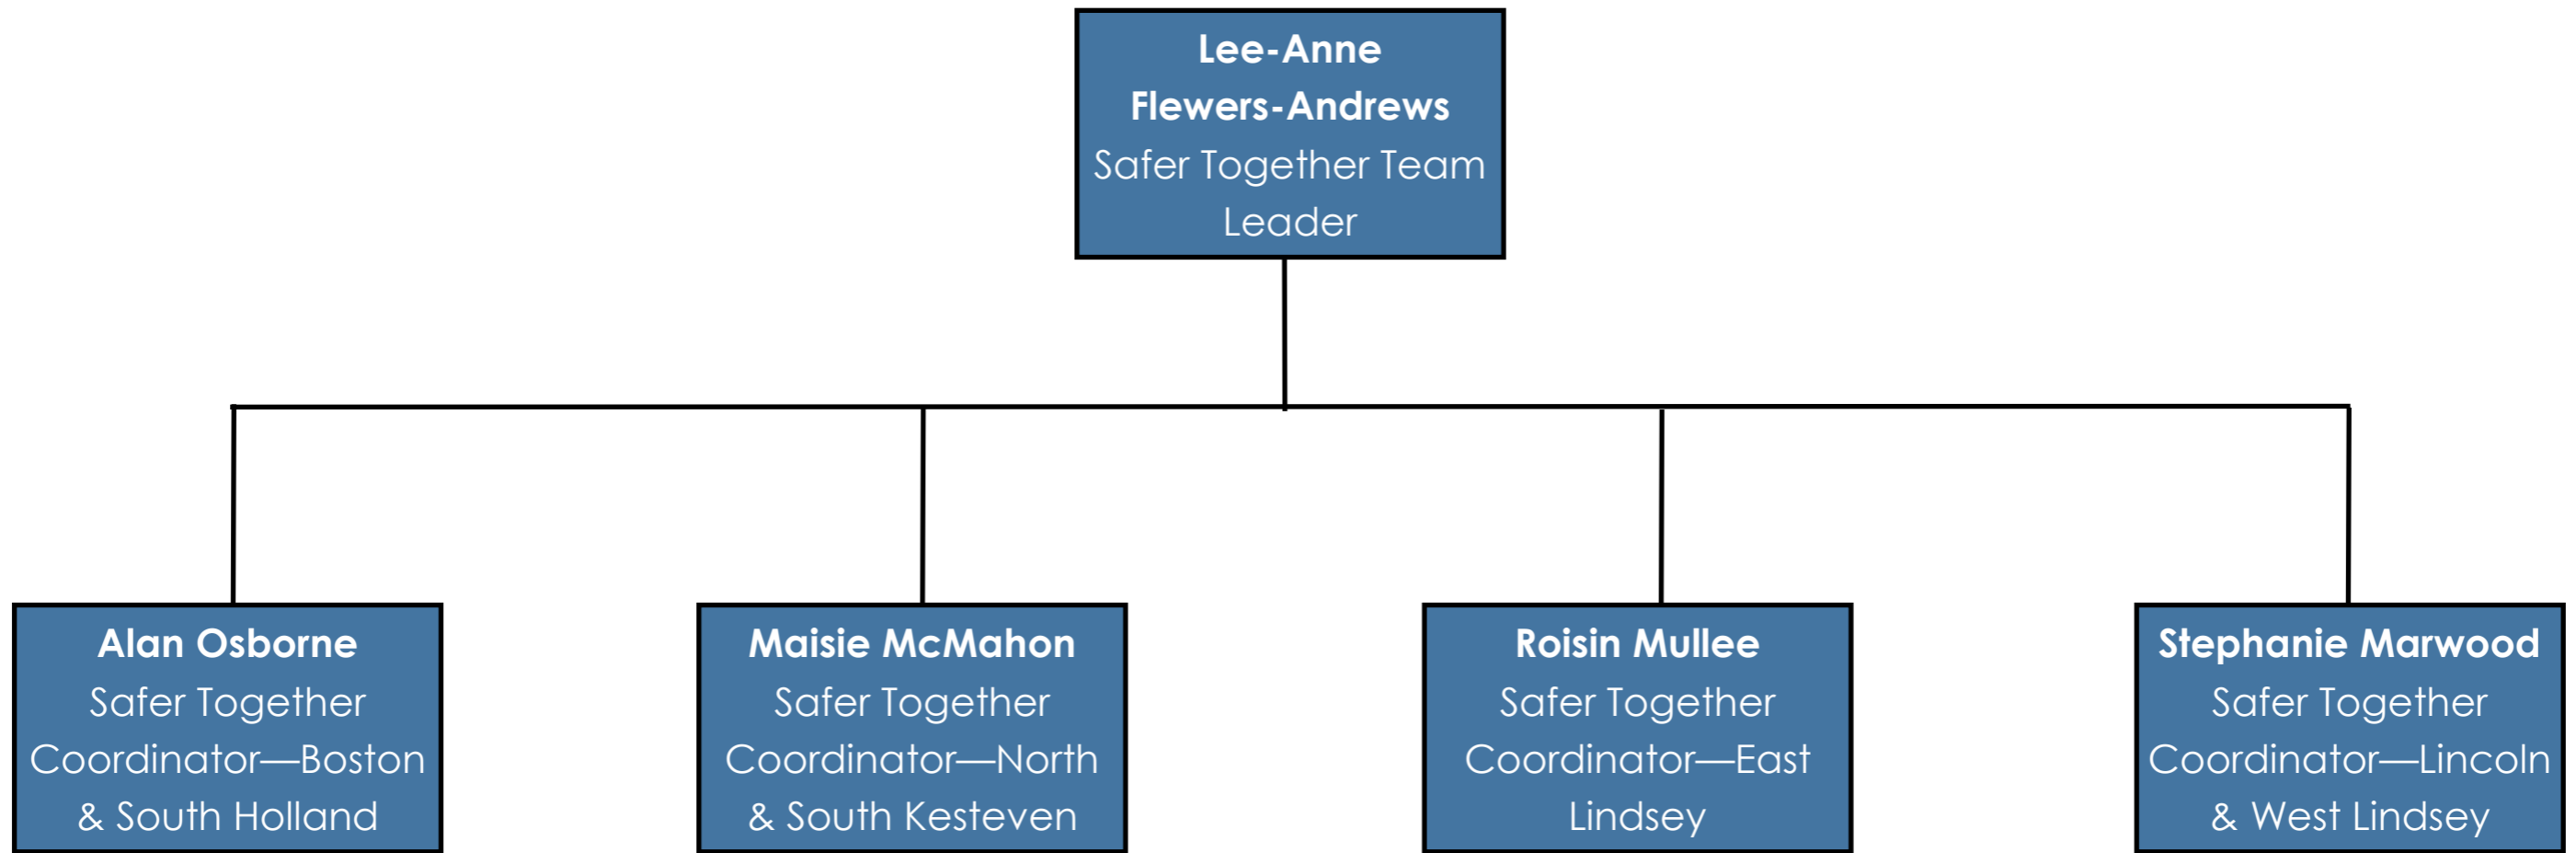 Lee-Anne
Flewers-Andrews
Safer Together Team
Leader
Alan Osborne
Safer Together
Coordinator—Boston
& South Holland
Maisie McMahon
Safer Together
Coordinator—North
& South Kesteven
Roisin Mullee
Safer Together
Coordinator—East
Lindsey
Stephanie Marwood
Safer Together
Coordinator—Lincoln
& West Lindsey